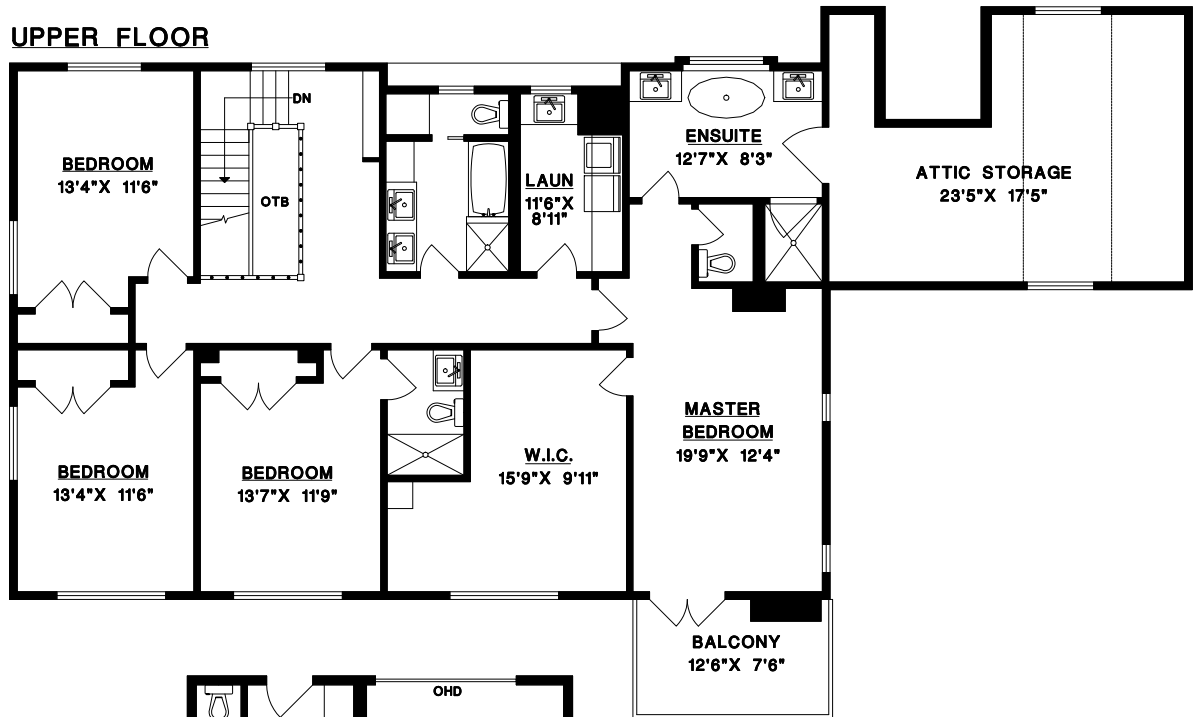 UPPER FLOOR
DN
BEDROOM
13'4"X 11'6"
OTB
LAUN
11'6"X
8'11"
ENSUITE
12'7"X 8'3"
ATTIC STORAGE
23'5"X 17'5"
BEDROOM
13'4"X 11'6"
BEDROOM
13'7"X 11'9"
W.I.C.
15'9"X 9'11"
MASTER
BEDROOM
19'9"X 12'4"
BALCONY
12'6"X 7'6"
OHD